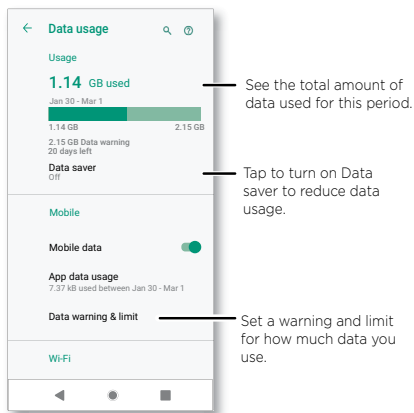 Data usage
Usage
1.14 GB used
Jan 30 - Mar 1
1.14 GB 2.15 GB
2.15 GB Data warning
20 days left
Data saver
Off
Mobile
Mobile data
App data usage
7.37 kB used between Jan 30 - Mar 1
Data warning & limit
Wi-Fi
See the total amount of
data used for this period.
Tap to turn on Data
saver to reduce data
usage.
Set a warning and limit
for how much data you
use.